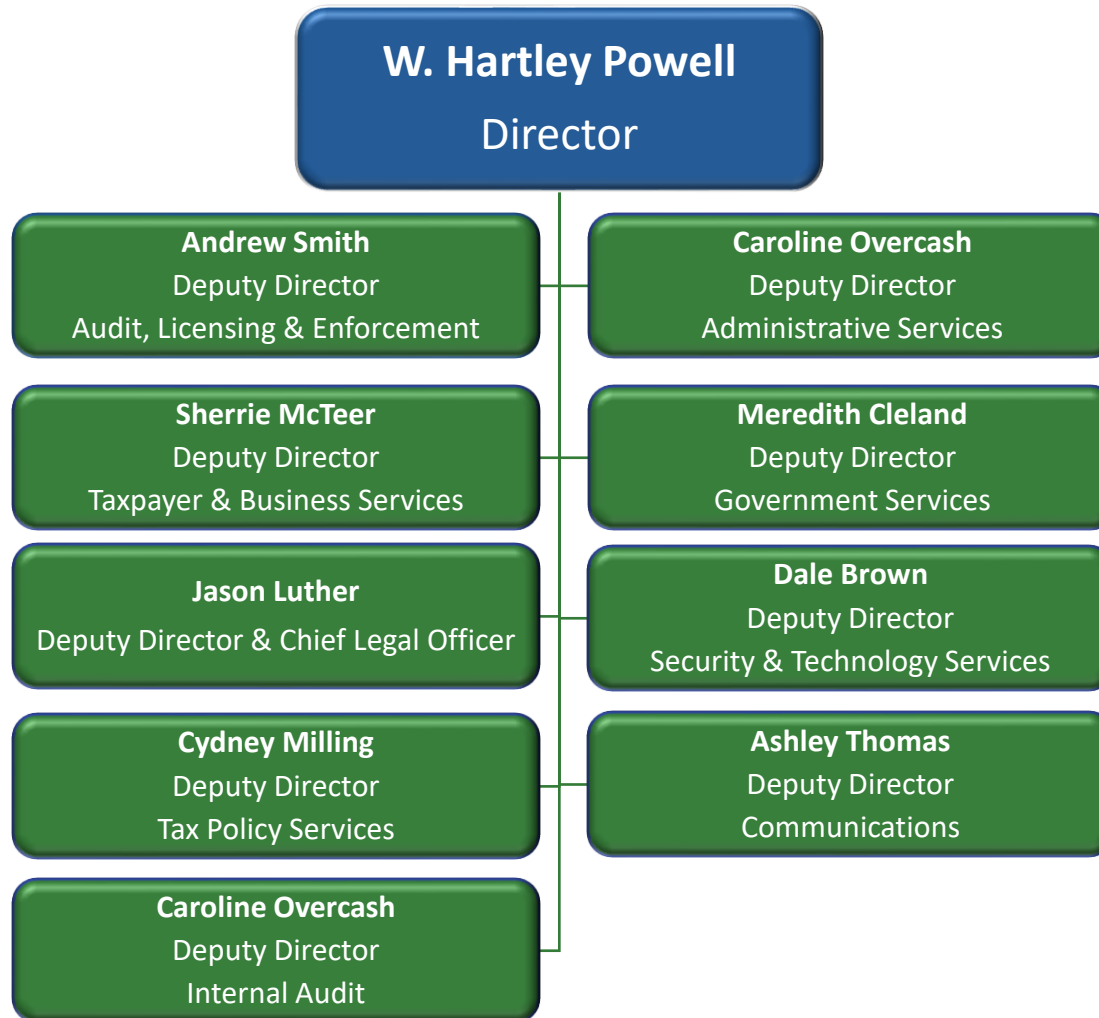 W. Hartley Powell
Director
Andrew Smith
Deputy Director
Audit, Licensing & Enforcement
Caroline Overcash
Deputy Director
Administrative Services
Sherrie McTeer
Deputy Director
Taxpayer & Business Services
Meredith Cleland
Deputy Director
Government Services
Jason Luther
Deputy Director & Chief Legal Officer
Dale Brown
Deputy Director
Security & Technology Services
Cydney Milling
Deputy Director
Tax Policy Services
Ashley Thomas
Deputy Director
Communications
Caroline Overcash
Deputy Director
Internal Audit